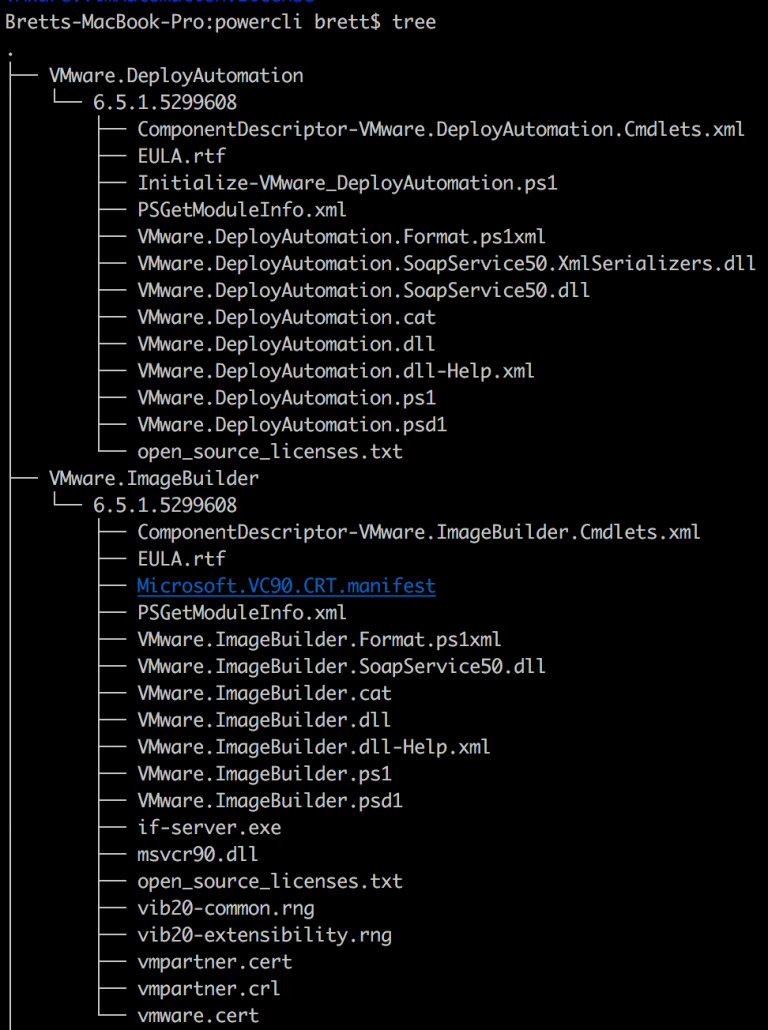 Bretts-MacBook-Pro:powercli brett$ tree
.
├── VMware.DeployAutomation
│   └── 6.5.1.5299608
│       ├── ComponentDescriptor-VMware.DeployAutomation.Cmdlets.xml
│       ├── EULA.rtf
│       ├── Initialize-VMware_DeployAutomation.ps1
│       ├── PSGetModuleInfo.xml
│       ├── VMware.DeployAutomation.Format.ps1xml
│       ├── VMware.DeployAutomation.SoapService50.XmlSerializers.dll
│       ├── VMware.DeployAutomation.SoapService50.dll
│       ├── VMware.DeployAutomation.cat
│       ├── VMware.DeployAutomation.dll
│       ├── VMware.DeployAutomation.dll-Help.xml
│       ├── VMware.DeployAutomation.ps1
│       ├── VMware.DeployAutomation.psd1
│       └── open_source_licenses.txt
├── VMware.ImageBuilder
│   └── 6.5.1.5299608
│       ├── ComponentDescriptor-VMware.ImageBuilder.Cmdlets.xml
│       ├── EULA.rtf
│       ├── Microsoft.VC90.CRT.manifest
│       ├── PSGetModuleInfo.xml
│       ├── VMware.ImageBuilder.Format.ps1xml
│       ├── VMware.ImageBuilder.SoapService50.dll
│       ├── VMware.ImageBuilder.cat
│       ├── VMware.ImageBuilder.dll
│       ├── VMware.ImageBuilder.dll-Help.xml
│       ├── VMware.ImageBuilder.ps1
│       ├── VMware.ImageBuilder.psd1
│       ├── if-server.exe
│       ├── msvcr90.dll
│       ├── open_source_licenses.txt
│       ├── vib20-common.rng
│       ├── vib20-extensibility.rng
│       ├── vmpartner.cert
│       ├── vmpartner.crl
│       └── vmware.cert